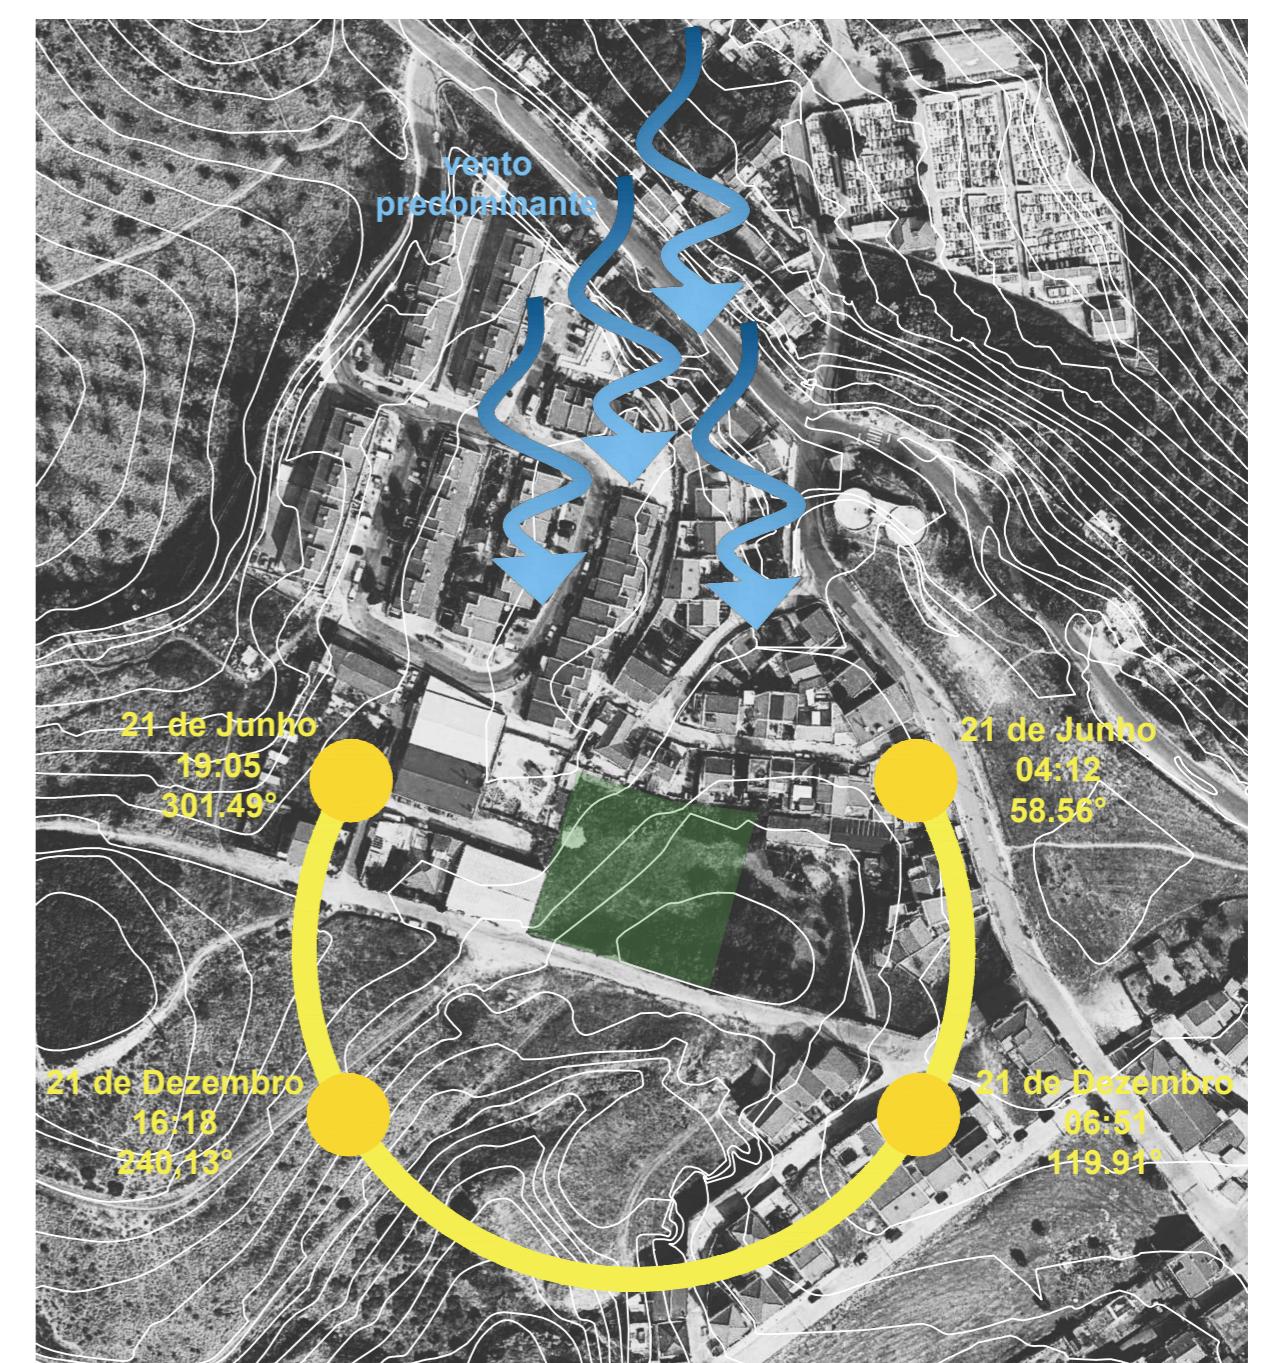 vento
predominante
21 de Junho
19:05
301.49°
21 de Junho
04:12
58.56°
21 de Dezembro
16:18
240,13°
21 de Dezembro
06:51
119.91°